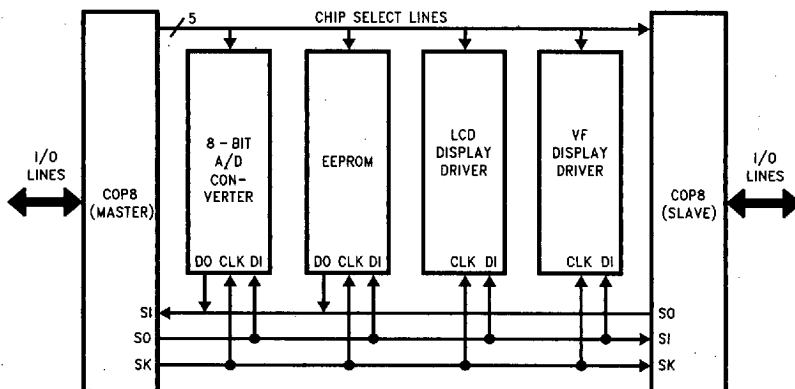 5
CHIP SELECT LINES
I/O
LINES
COP8
(MASTER)
8-BIT
A/D
CON-
VERTER
DO CLK DI
EEPROM
DO CLK DI
LCD
DISPLAY
DRIVER
CLK DI
VF
DISPLAY
DRIVER
CLK DI
COP8
(SLAVE)
I/O
LINES
SI
SO
SK
SO
SI
SK